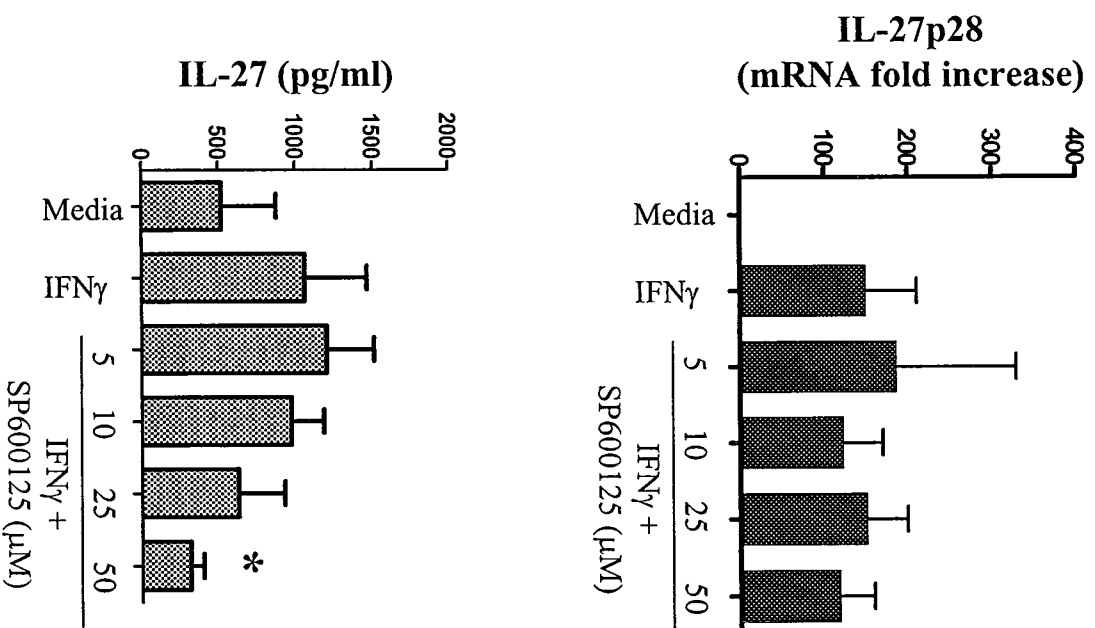 IL-27p28
(mRNA fold increase)
0 100 200 300 400
Media
IFNγ
5
10
25
50
IFNγ +
SP600125 (μM)
IL-27 (pg/ml)
0 500 1000 1500 2000
Media
IFNγ
5
10
25
50
*
IFNγ +
SP600125 (μM)